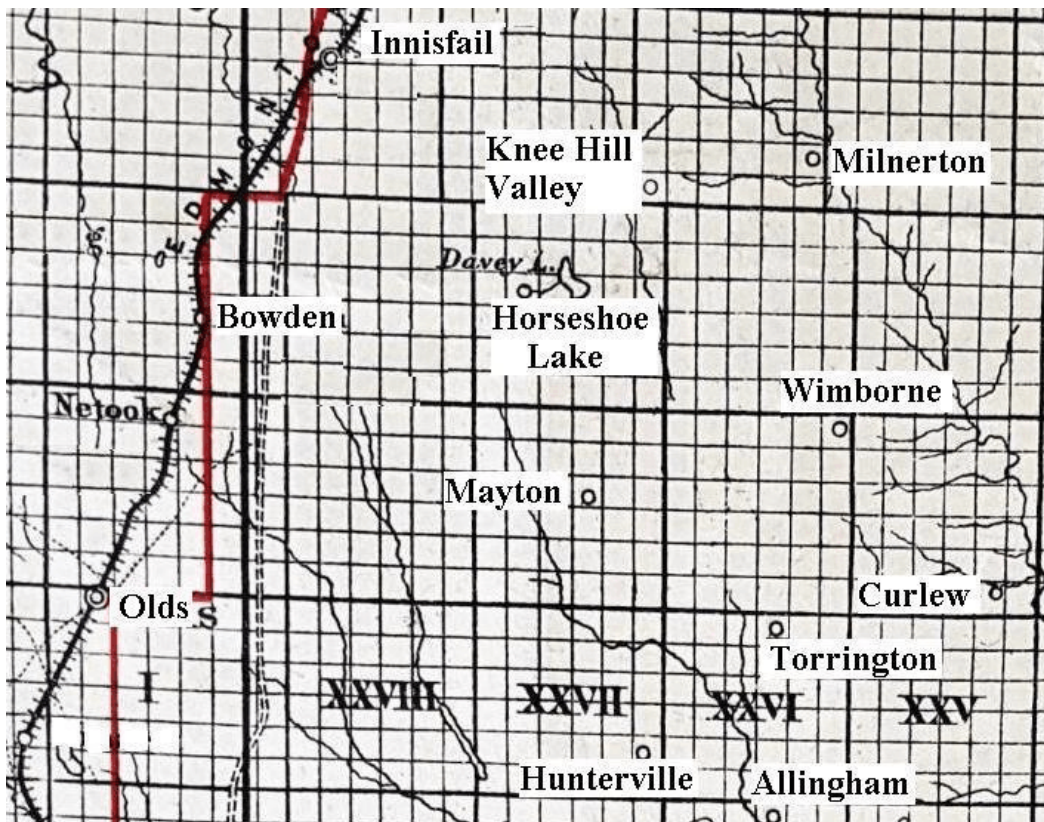 Innisfail
EDMONT
Knee Hill
Valley
Milnerton
Davey L.
Bowden
Horseshoe
Lake
Wimborne
Netook
Mayton
Curlew
Olds
S
Torrington
I
XXVIII
XXVII
XXVI
XXV
Hunterville
Allingham